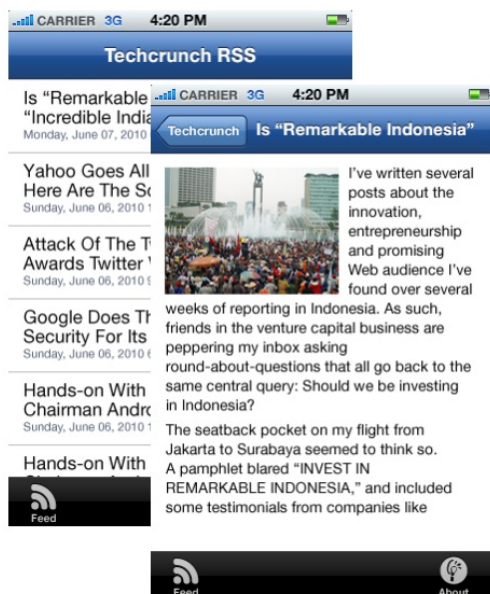 CARRIER 3G 4:20 PM
Techcrunch RSS
Is “Remarkable
“Incredible India
Monday, June 07, 2010
Yahoo Goes All
Here Are The
Sunday, June 06, 2010
Attack Of The
Awards Twitter
Sunday, June 06, 2010
Google Does
Security For Its
Sunday, June 06, 2010
Hands-on With
Chairman
Sunday, June 06, 2010
Hands-on With
Feed
CARRIER 3G 4:20 PM
Techcrunch Is “Remarkable Indonesia”
I’ve written several
posts about the
innovation,
entrepreneurship
and promising
Web audience I’ve
found over several
weeks of reporting in Indonesia. As such,
friends in the venture capital business are
peppering my inbox asking
round-about-questions that all go back to the
same central query: Should we be investing
in Indonesia?
The seatback pocket on my flight from
Jakarta to Surabaya seemed to think so.
A pamphlet blared “INVEST IN
REMARKABLE INDONESIA,” and included
some testimonials from companies like
Feed About